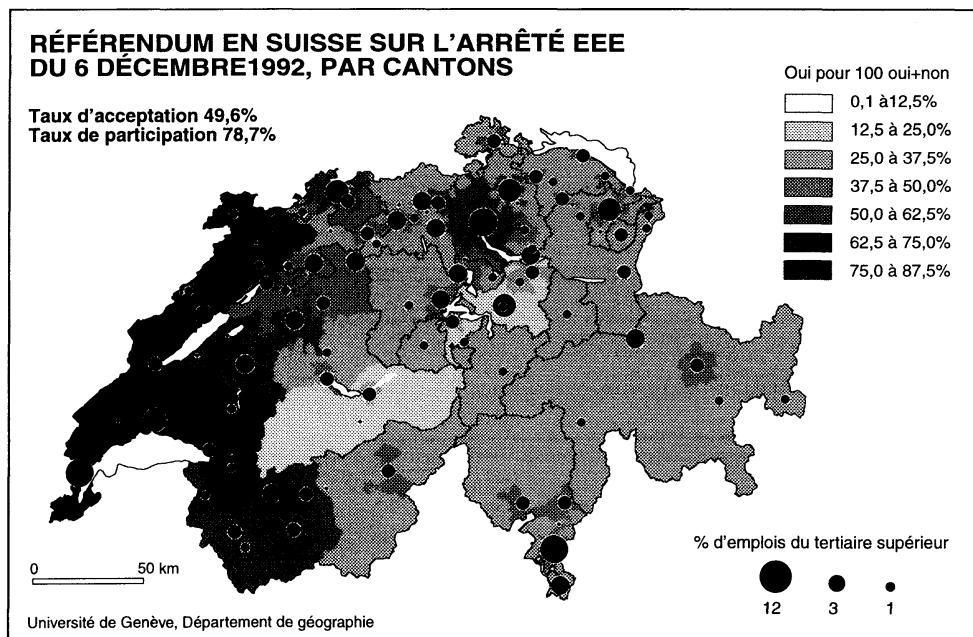 RÉFÉRENDUM EN SUISSE SUR L'ARRÊTÉ EEE
DU 6 DÉCEMBRE1992, PAR CANTONS
Taux d'acceptation 49,6%
Taux de participation 78,7%
Oui pour 100 oui+non
0,1 à12,5%
12,5 à 25,0%
25,0 à 37,5%
37,5 à 50,0%
50,0 à 62,5%
62,5 à 75,0%
75,0 à 87,5%
% d'emplois du tertiaire supérieur
12 3 1
0 50 km
Université de Genève, Département de géographie